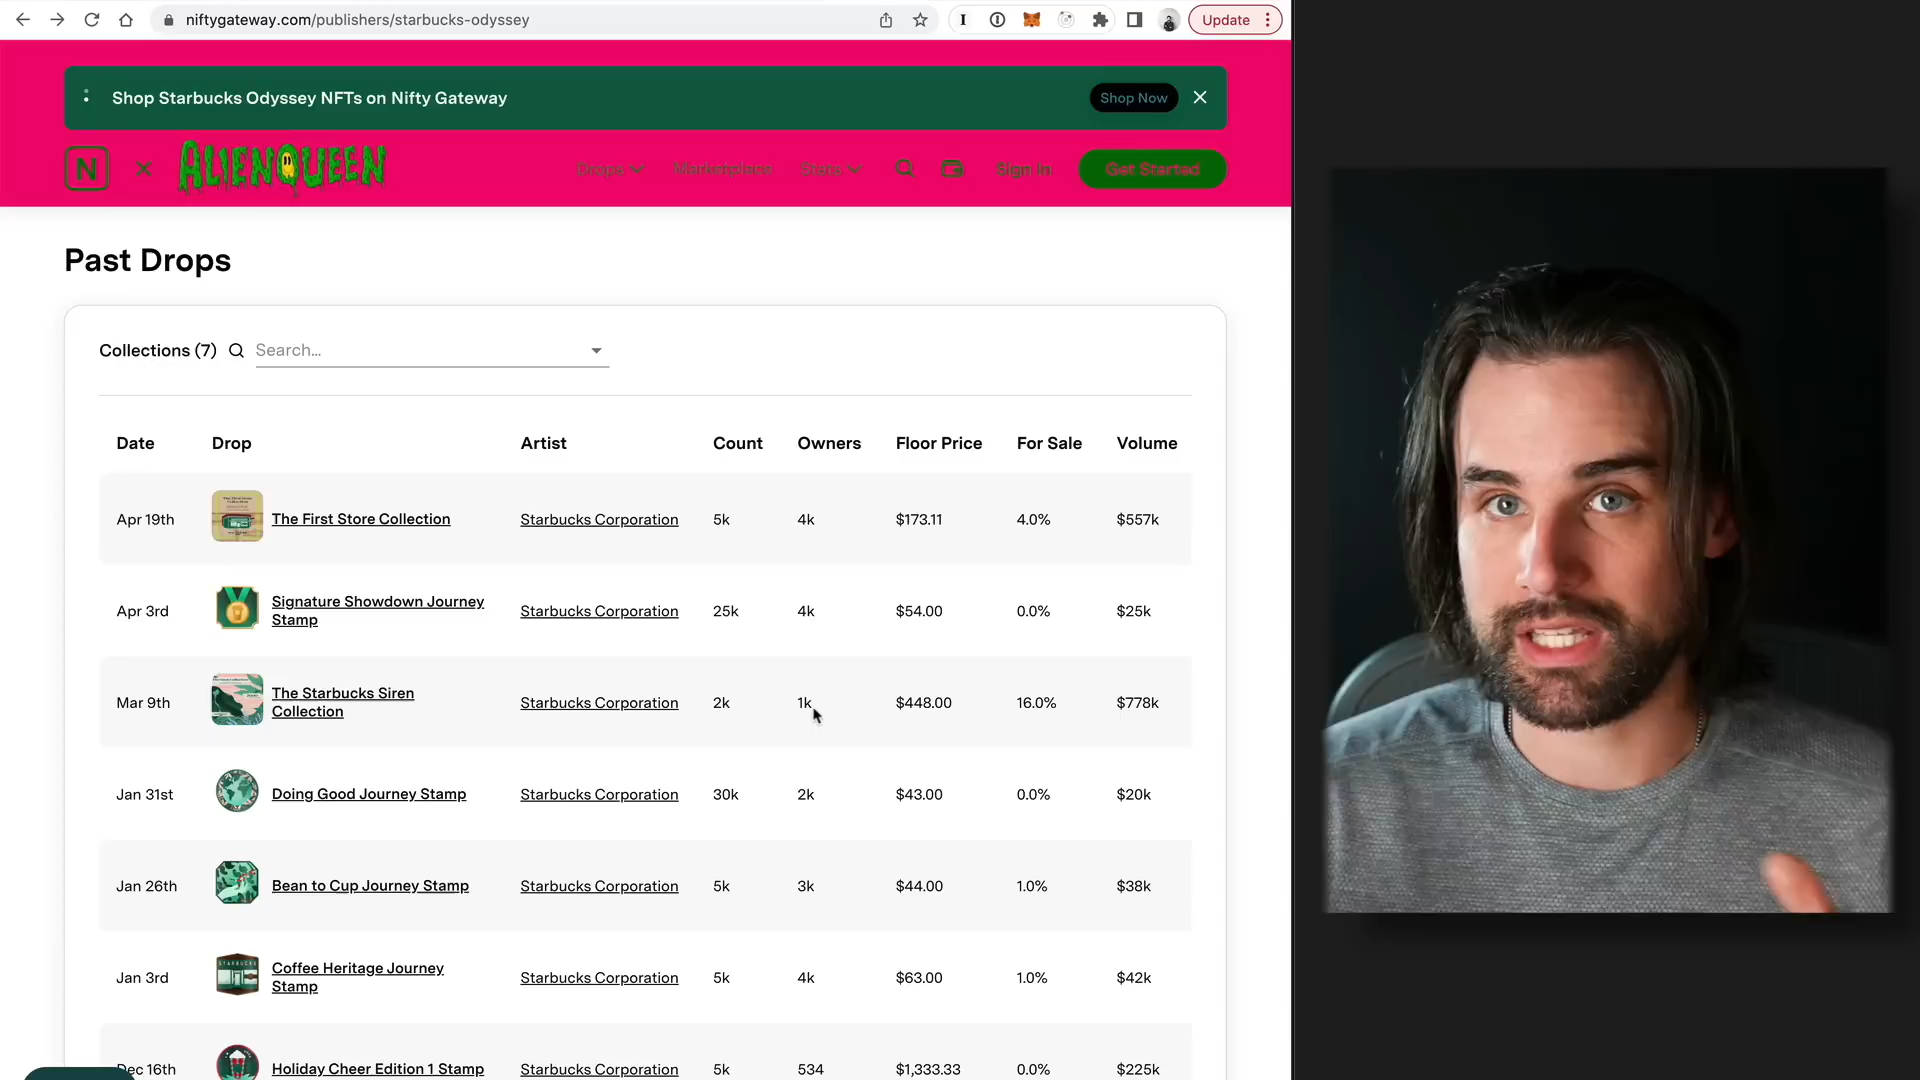 niftygateway.com/publishers/starbucks-odyssey
Update
Shop Starbucks Odyssey NFTs on Nifty Gateway
Shop Now
N
ALIENQUEEN
Drops
Marketplace
Stats
Sign In
Get Started
Past Drops
Collections (7)
Search...
Date Drop Artist Count Owners Floor Price For Sale Volume
Apr 19th The First Store Collection Starbucks Corporation 5k 4k $173.11 4.0% $557k
Apr 3rd Signature Showdown Journey Stamp Starbucks Corporation 25k 4k $54.00 0.0% $25k
Mar 9th The Starbucks Siren Collection Starbucks Corporation 2k 1k $448.00 16.0% $778k
Jan 31st Doing Good Journey Stamp Starbucks Corporation 30k 2k $43.00 0.0% $20k
Jan 26th Bean to Cup Journey Stamp Starbucks Corporation 5k 3k $44.00 1.0% $38k
Jan 3rd Coffee Heritage Journey Stamp Starbucks Corporation 5k 4k $63.00 1.0% $42k
Dec 16th Holiday Cheer Edition 1 Stamp Starbucks Corporation 5k 534 $1,333.33 0.0% $225k